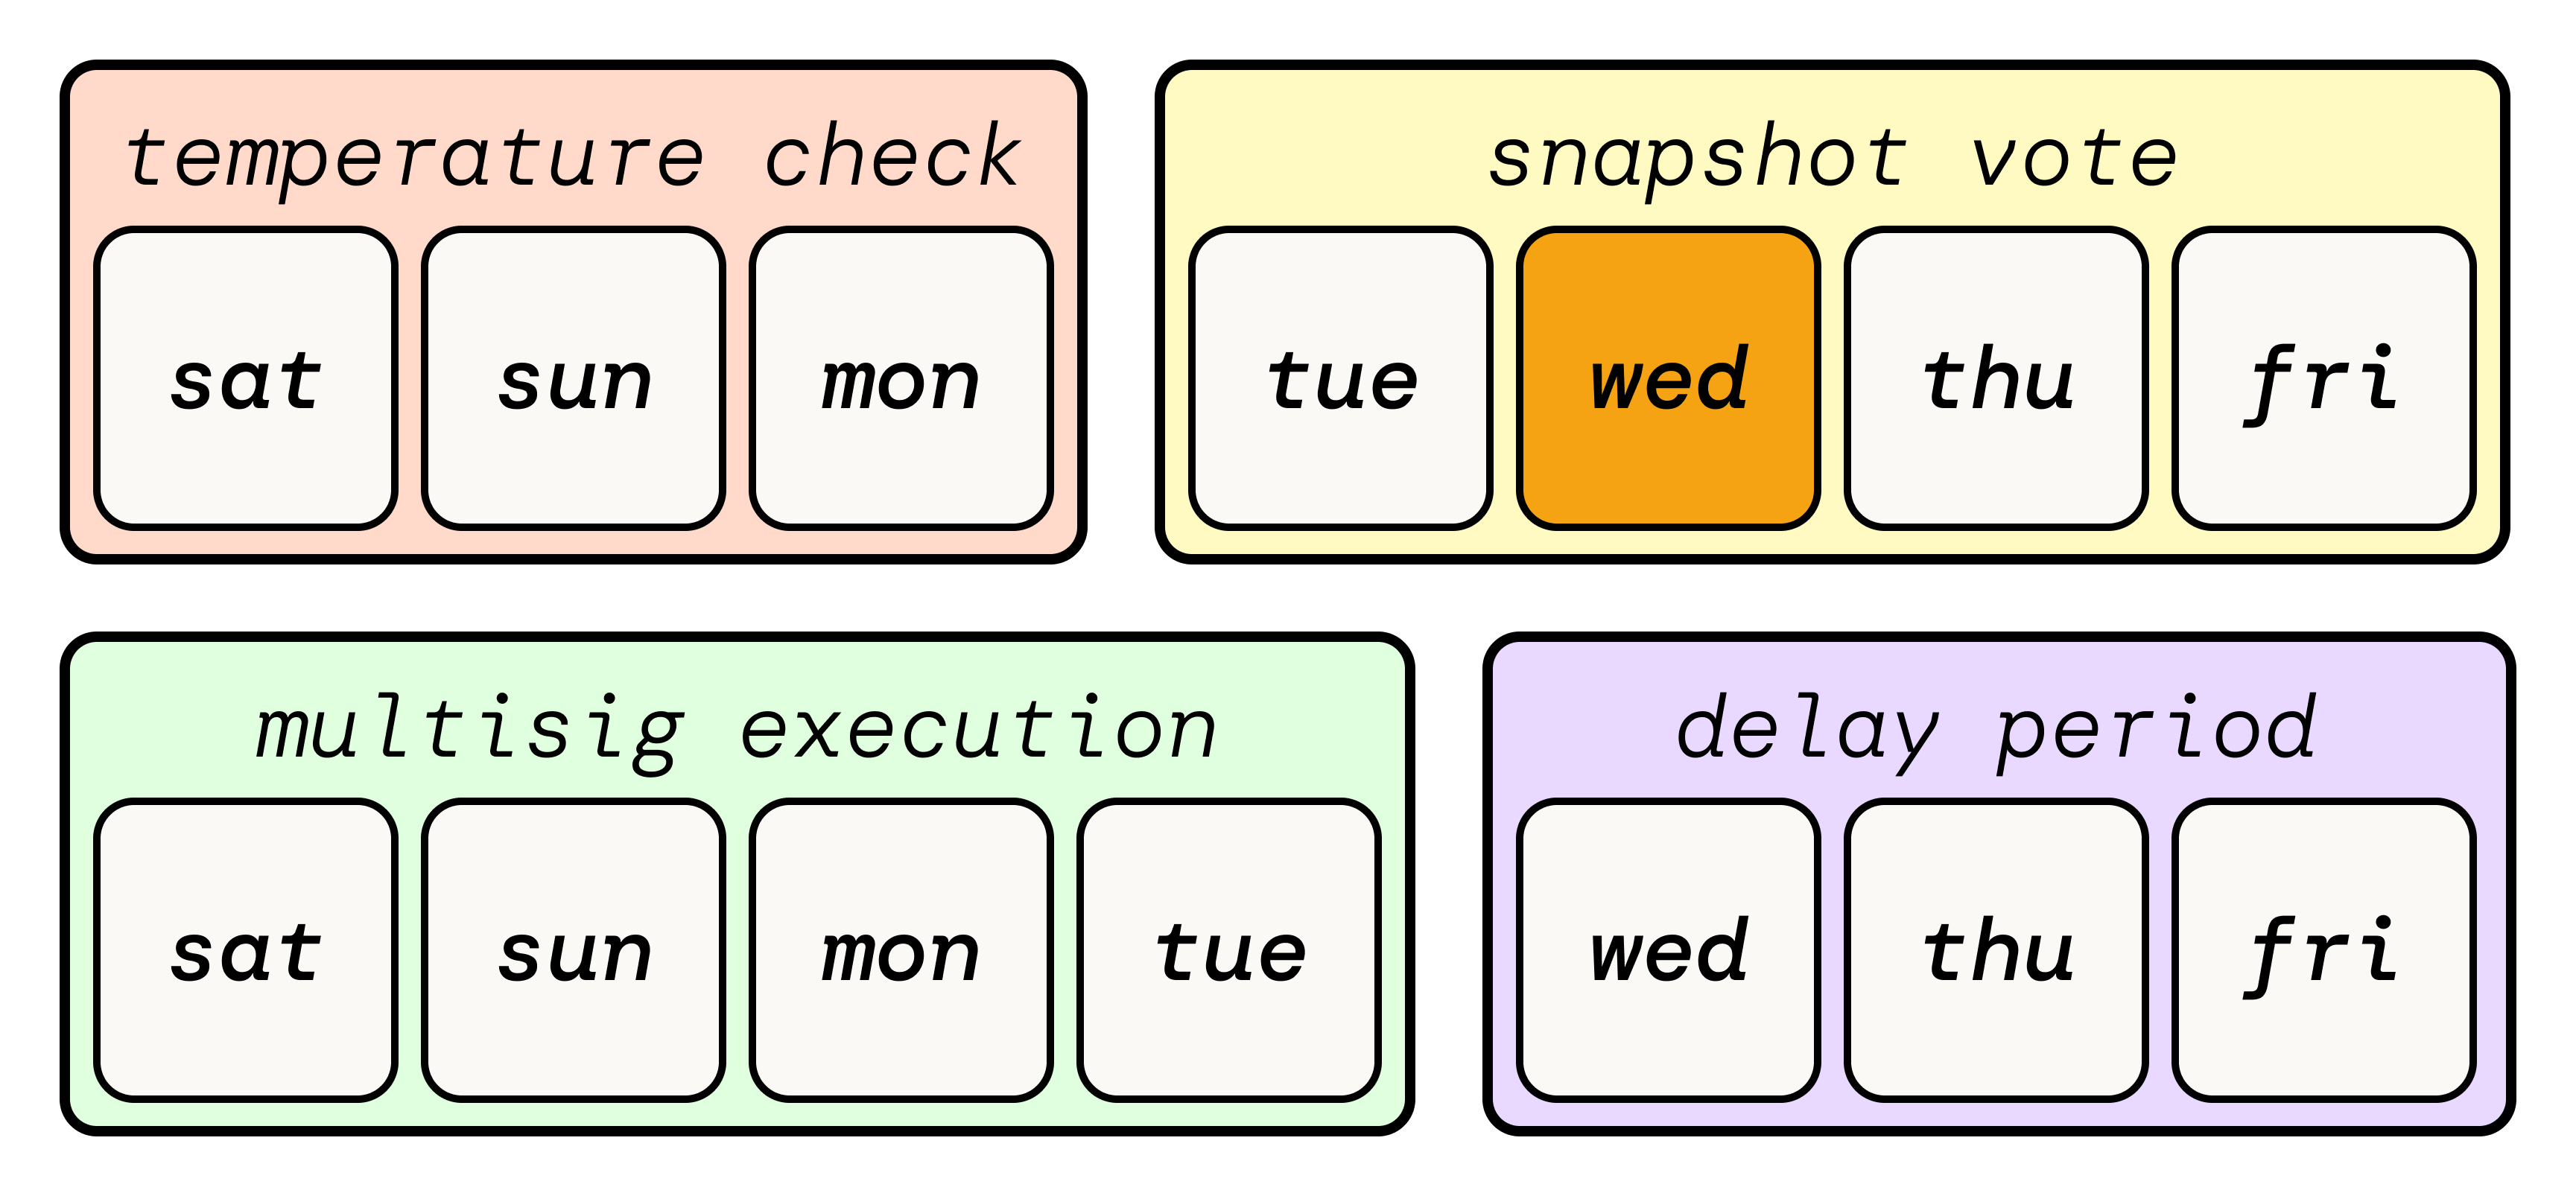 temperature check
sat sun mon
snapshot vote
tue wed thu fri
multisig execution
sat sun mon tue
delay period
wed thu fri